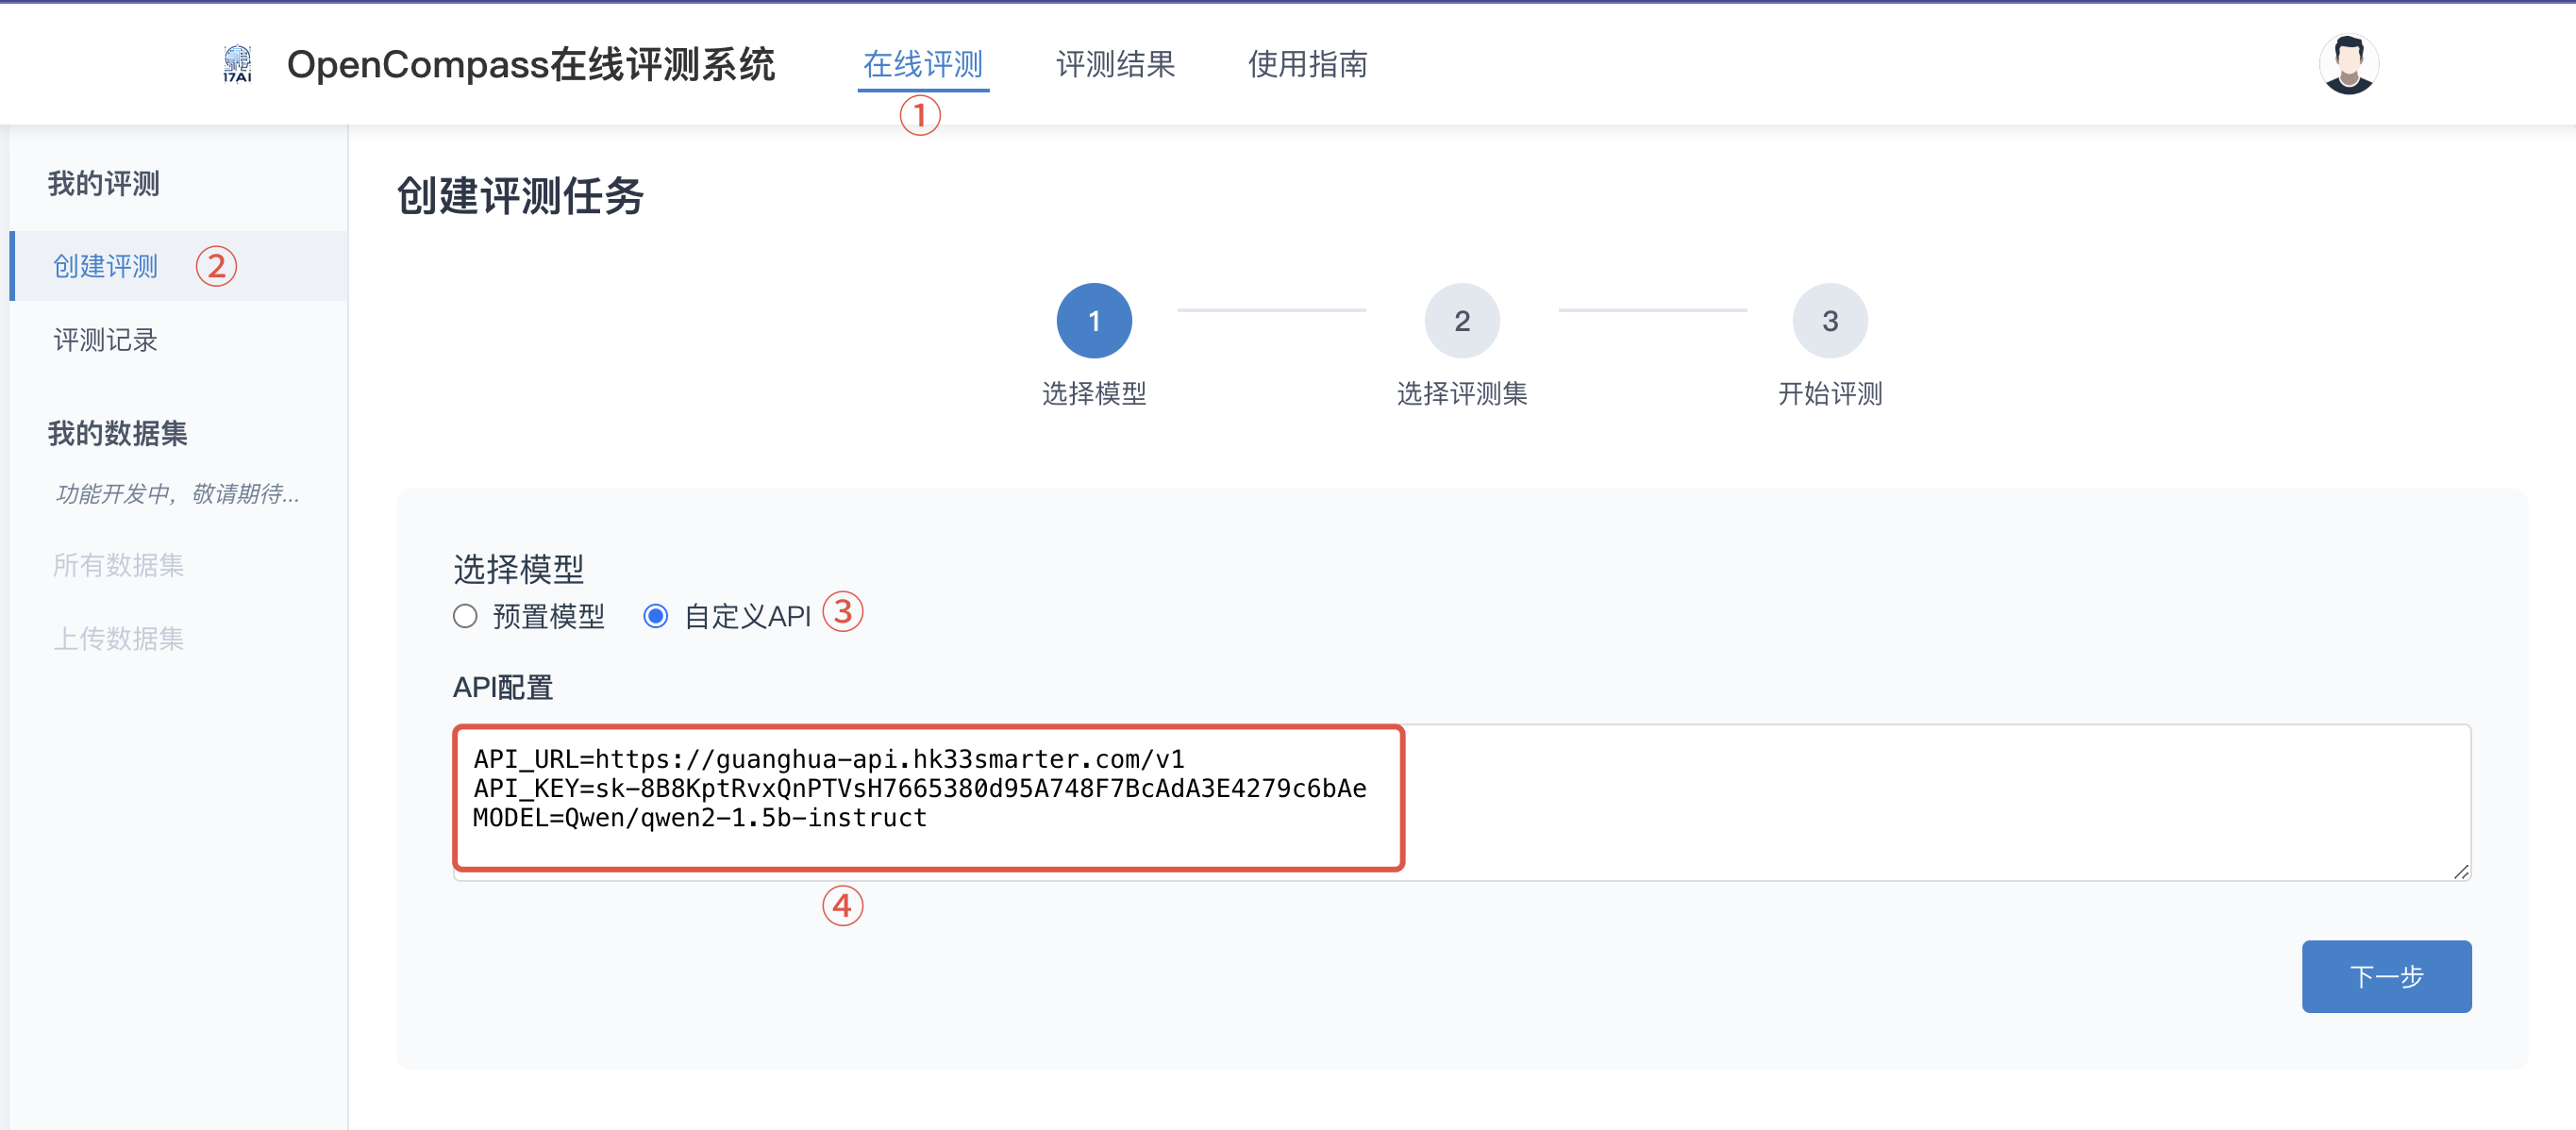 17AI
OpenCompass在线评测系统
在线评测
评测结果
使用指南
①
我的评测
创建评测
②
评测记录
我的数据集
功能开发中，敬请期待...
所有数据集
上传数据集
创建评测任务
1
2
3
选择模型
选择评测集
开始评测
选择模型
预置模型
自定义API
③
API配置
API_URL=https://guanghua-api.hk33smarter.com/v1
API_KEY=sk-8B8KptRvxQnPTVsH7665380d95A748F7BcAdA3E4279c6bAe
MODEL=Qwen/qwen2-1.5b-instruct
④
下一步